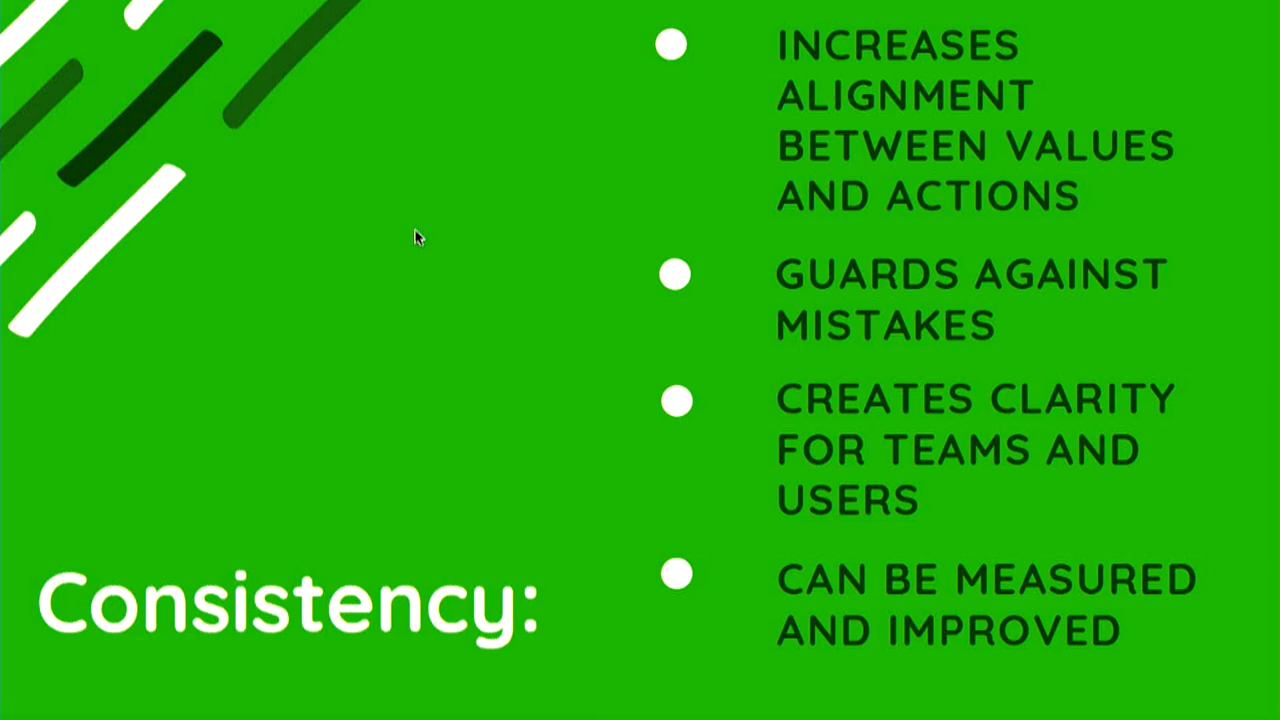 INCREASES
ALIGNMENT
BETWEEN VALUES
AND ACTIONS
GUARDS AGAINST
MISTAKES
CREATES CLARITY
FOR TEAMS AND
USERS
Consistency:
CAN BE MEASURED
AND IMPROVED